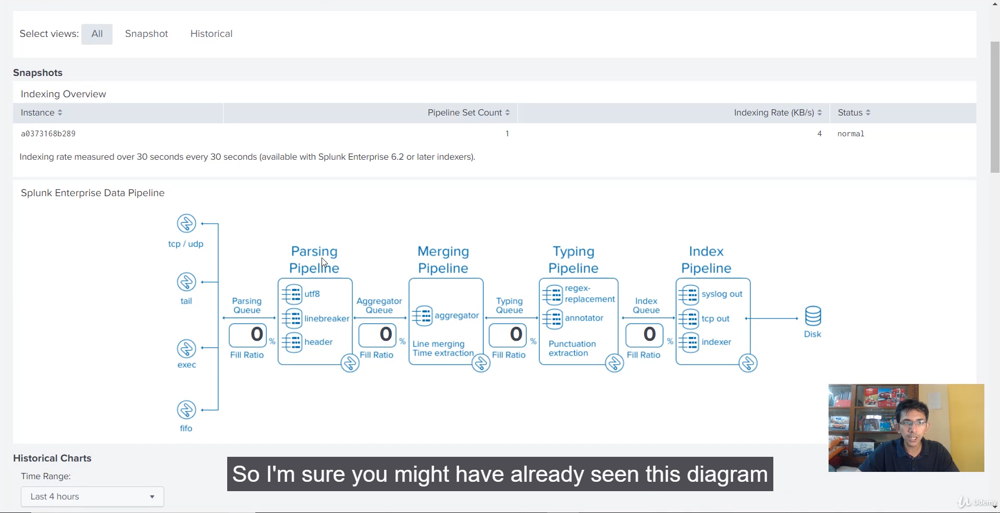 Select views: All Snapshot Historical
Snapshots
Indexing Overview
Instance Pipeline Set Count Indexing Rate (KB/s) Status
a0373168b289 1 4 normal
Indexing rate measured over 30 seconds every 30 seconds (available with Splunk Enterprise 6.2 or later indexers).
Splunk Enterprise Data Pipeline
tcp / udp
tail
exec
fifo
Parsing
Queue
0 %
Fill Ratio
Parsing
Pipeline
utf8
linebreaker
header
Aggregator
Queue
0 %
Fill Ratio
Merging
Pipeline
aggregator
Line merging
Time extraction
Typing
Queue
0 %
Fill Ratio
Typing
Pipeline
regex-
replacement
annotator
Punctuation
extraction
Index
Queue
0 %
Fill Ratio
Index
Pipeline
syslog out
tcp out
indexer
Disk
Historical Charts
Time Range:
Last 4 hours
So I'm sure you might have already seen this diagram
Udemy